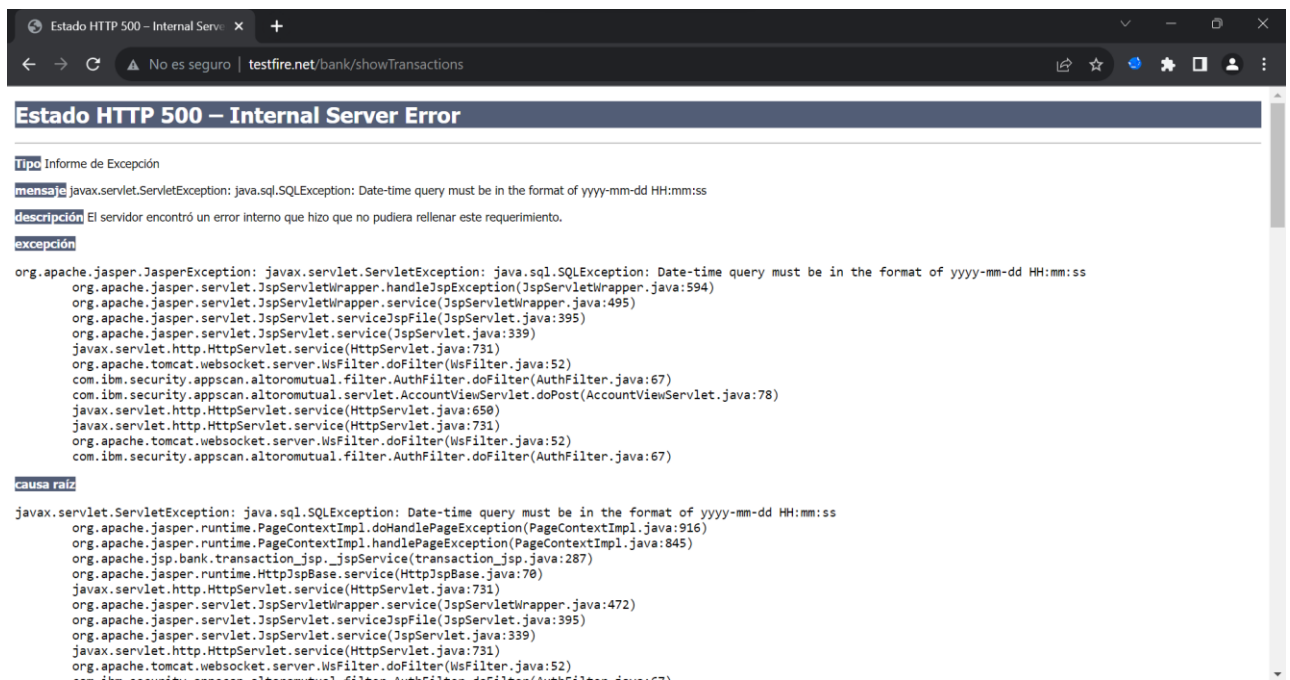 Estado HTTP 500 – Internal Serve
No es seguro | testfire.net/bank/showTransactions
Estado HTTP 500 – Internal Server Error
Tipo Informe de Excepción
mensaje javax.servlet.ServletException: java.sql.SQLException: Date-time query must be in the format of yyyy-mm-dd HH:mm:ss
descripción El servidor encontró un error interno que hizo que no pudiera rellenar este requerimiento.
excepción
org.apache.jasper.JasperException: javax.servlet.ServletException: java.sql.SQLException: Date-time query must be in the format of yyyy-mm-dd HH:mm:ss
org.apache.jasper.servlet.JspServletWrapper.handleJspException(JspServletWrapper.java:594)
org.apache.jasper.servlet.JspServletWrapper.service(JspServletWrapper.java:495)
org.apache.jasper.servlet.JspServlet.serviceJspFile(JspServlet.java:395)
org.apache.jasper.servlet.JspServlet.service(JspServlet.java:339)
javax.servlet.http.HttpServlet.service(HttpServlet.java:731)
org.apache.tomcat.websocket.server.WsFilter.doFilter(WsFilter.java:52)
com.ibm.security.appscan.altoromutual.filter.AuthFilter.doFilter(AuthFilter.java:67)
com.ibm.security.appscan.altoromutual.servlet.AccountViewServlet.doPost(AccountViewServlet.java:78)
javax.servlet.http.HttpServlet.service(HttpServlet.java:650)
javax.servlet.http.HttpServlet.service(HttpServlet.java:731)
org.apache.tomcat.websocket.server.WsFilter.doFilter(WsFilter.java:52)
com.ibm.security.appscan.altoromutual.filter.AuthFilter.doFilter(AuthFilter.java:67)
causa raíz
javax.servlet.ServletException: java.sql.SQLException: Date-time query must be in the format of yyyy-mm-dd HH:mm:ss
org.apache.jasper.runtime.PageContextImpl.doHandlePageException(PageContextImpl.java:916)
org.apache.jasper.runtime.PageContextImpl.handlePageException(PageContextImpl.java:845)
org.apache.jsp.bank.transaction_jsp._jspService(transaction_jsp.java:287)
org.apache.jasper.runtime.HttpJspBase.service(HttpJspBase.java:70)
javax.servlet.http.HttpServlet.service(HttpServlet.java:731)
org.apache.jasper.servlet.JspServletWrapper.service(JspServletWrapper.java:472)
org.apache.jasper.servlet.JspServlet.serviceJspFile(JspServlet.java:395)
org.apache.jasper.servlet.JspServlet.service(JspServlet.java:339)
javax.servlet.http.HttpServlet.service(HttpServlet.java:731)
org.apache.tomcat.websocket.server.WsFilter.doFilter(WsFilter.java:52)
com.ibm.security.appscan.altoromutual.filter.AuthFilter.doFilter(AuthFilter.java:67)